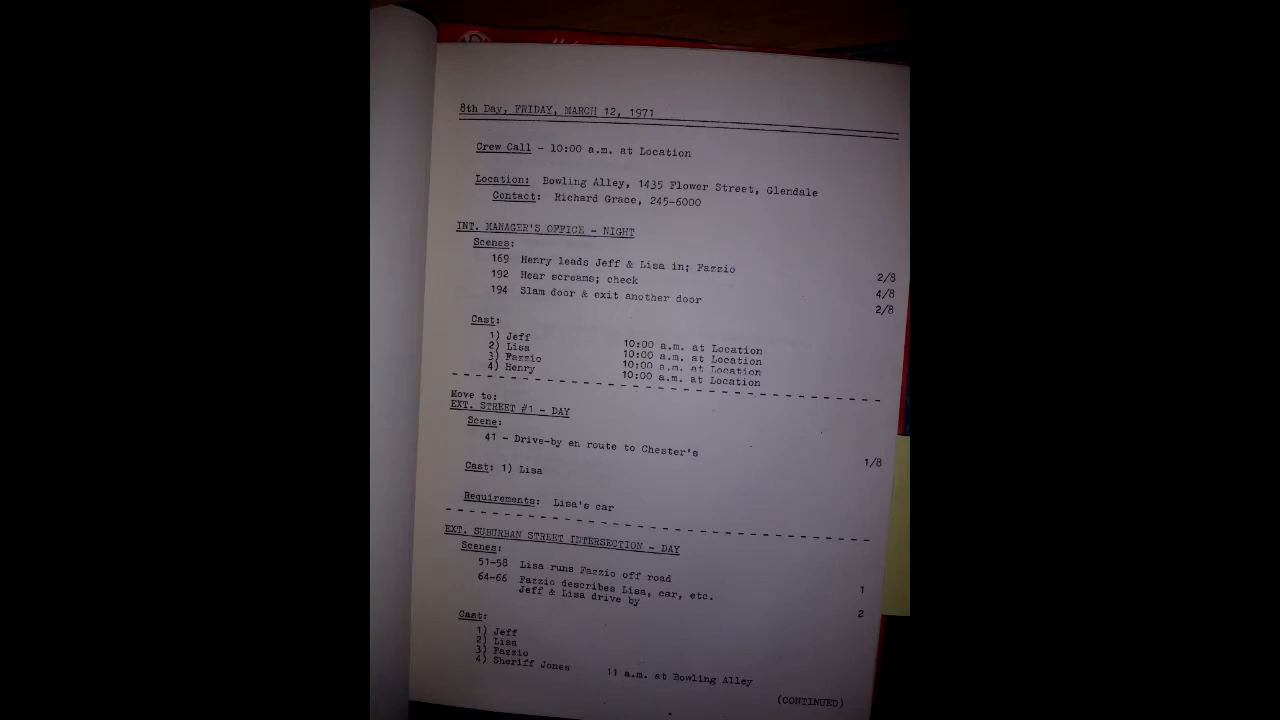 8th Day, FRIDAY, MARCH 12, 1971
Crew Call - 10:00 a.m. at Location
Location: Bowling Alley, 1435 Flower Street, Glendale
Contact: Richard Grace, 245-6000
INT. MANAGER'S OFFICE - NIGHT
Scenes:
169 Henry leads Jeff & Lisa in; Fazzio 2/8
192 Hear screams; check 4/8
194 Slam door & exit another door 2/8
Cast:
1) Jeff 10:00 a.m. at Location
2) Lisa 10:00 a.m. at Location
3) Fazzio 10:00 a.m. at Location
4) Henry 10:00 a.m. at Location
Move to:
EXT. STREET #1 - DAY
Scene:
41 - Drive-by en route to Chester's 1/8
Cast: 1) Lisa
Requirements: Lisa's car
EXT. SUBURBAN STREET INTERSECTION - DAY
Scenes:
51-58 Lisa runs Fazzio off road 1
64-66 Fazzio describes Lisa, car, etc.
Jeff & Lisa drive by 2
Cast:
1) Jeff
2) Lisa
3) Fazzio
4) Sheriff Jones 11 a.m. at Bowling Alley
(CONTINUED)